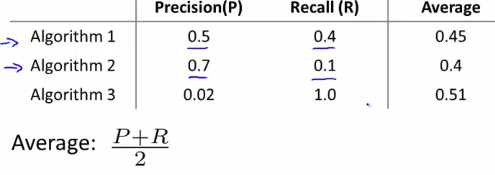 Precision(P) Recall (R) Average
Algorithm 1 0.5 0.4 0.45
Algorithm 2 0.7 0.1 0.4
Algorithm 3 0.02 1.0 0.51
Average: P+R
2